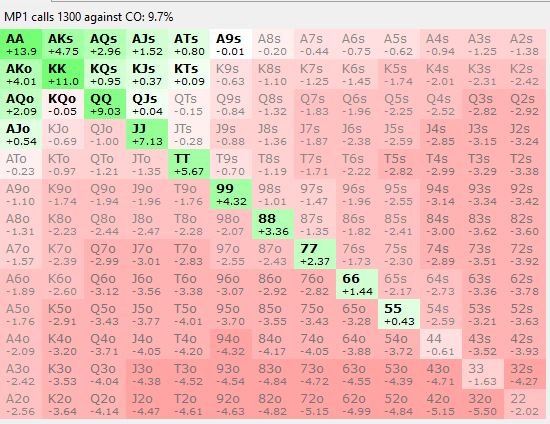 MP1 calls 1300 against CO: 9.7%
AA AKs AQs AJs ATs A9s A8s A7s A6s A5s A4s A3s A2s
+13.9 +4.75 +2.96 +1.52 +0.80 -0.01 -0.20 -0.44 -0.75 -0.62 -0.94 -1.25 -1.38
AKo KK KQs KJs KTs K9s K8s K7s K6s K5s K4s K3s K2s
+4.01 +11.0 +0.95 +0.37 +0.09 -0.63 -1.10 -1.25 -1.45 -1.74 -2.01 -2.31 -2.42
AQo KQo QQ QJs QTs Q9s Q8s Q7s Q6s Q5s Q4s Q3s Q2s
+2.09 -0.05 +9.03 +0.04 -0.15 -0.84 -1.32 -1.83 -1.96 -2.25 -2.52 -2.82 -2.92
AJo KJo QJo JJ JTs J9s J8s J7s J6s J5s J4s J3s J2s
+0.54 -0.69 -1.00 +7.13 -0.28 -0.88 -1.36 -1.87 -2.38 -2.59 -2.85 -3.15 -3.24
ATo KTo QTo JTo TT T9s T8s T7s T6s T5s T4s T3s T2s
-0.23 -0.97 -1.21 -1.35 +5.67 -0.70 -1.19 -1.71 -2.22 -2.82 -2.99 -3.29 -3.38
A9o K9o Q9o J9o T9o 99 98s 97s 96s 95s 94s 93s 92s
-1.10 -1.74 -1.94 -1.96 -1.76 +4.32 -1.01 -1.47 -1.96 -2.55 -3.14 -3.34 -3.42
A8o K8o Q8o J8o T8o 98o 88 87s 86s 85s 84s 83s 82s
-1.31 -2.23 -2.44 -2.47 -2.28 -2.07 +3.36 -1.35 -1.82 -2.41 -3.00 -3.62 -3.60
A7o K7o Q7o J7o T7o 97o 87o 77 76s 75s 74s 73s 72s
-1.57 -2.39 -2.99 -3.01 -2.83 -2.55 -2.43 +2.37 -1.73 -2.30 -2.89 -3.51 -3.92
A6o K6o Q6o J6o T6o 96o 86o 76o 66 65s 64s 63s 62s
-1.89 -2.60 -3.12 -3.56 -3.38 -3.07 -2.92 -2.82 +1.44 -2.17 -2.73 -3.36 -3.78
A5o K5o Q5o J5o T5o 95o 85o 75o 65o 55 54s 53s 52s
-1.76 -2.91 -3.43 -3.77 -4.01 -3.70 -3.55 -3.43 -3.28 +0.43 -2.59 -3.21 -3.63
A4o K4o Q4o J4o T4o 94o 84o 74o 64o 54o 44 43s 42s
-2.09 -3.20 -3.71 -4.05 -4.20 -4.32 -4.17 -4.05 -3.88 -3.72 -0.61 -3.52 -3.93
A3o K3o Q3o J3o T3o 93o 83o 73o 63o 53o 43o 33 32s
-2.42 -3.53 -4.04 -4.38 -4.52 -4.54 -4.84 -4.72 -4.55 -4.39 -4.71 -1.63 -4.27
A2o K2o Q2o J2o T2o 92o 82o 72o 62o 52o 42o 32o 22
-2.56 -3.64 -4.14 -4.47 -4.61 -4.63 -4.82 -5.15 -4.99 -4.84 -5.15 -5.50 -2.02